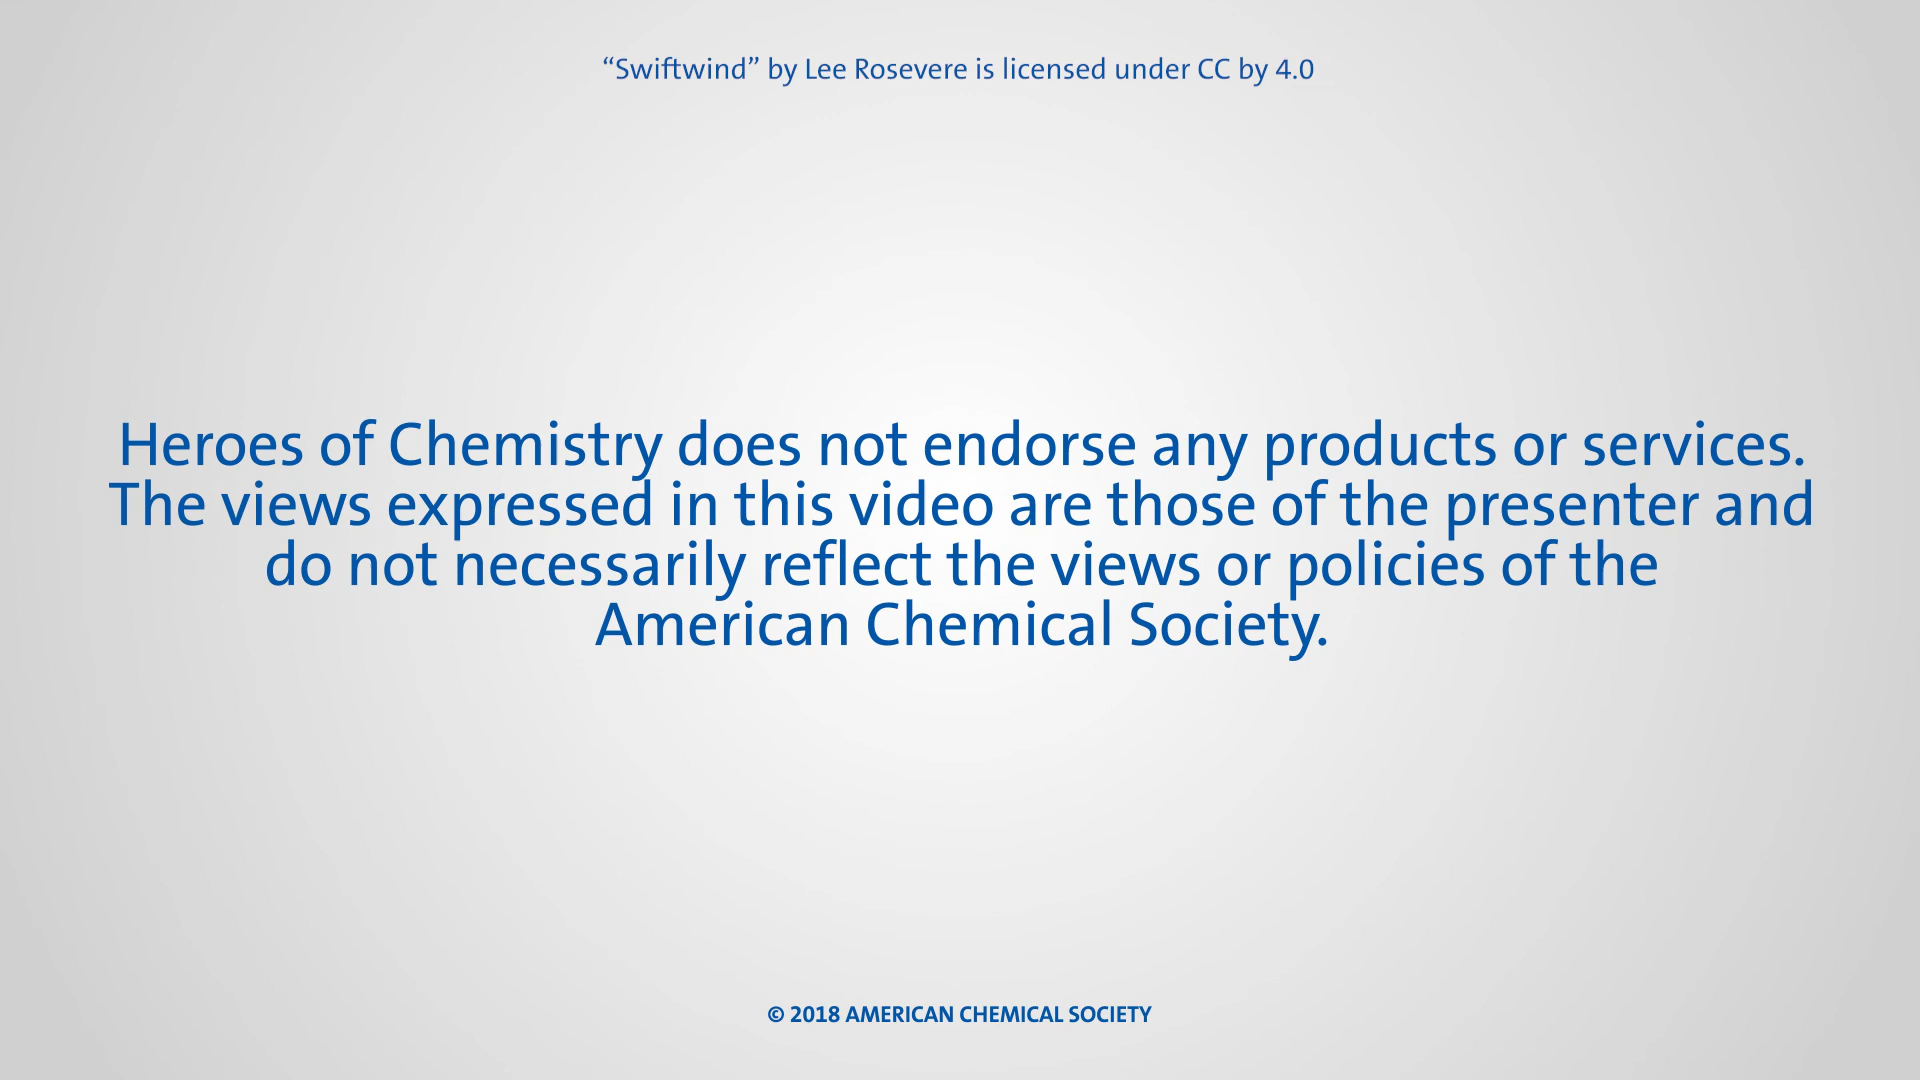 “Swiftwind” by Lee Rosevere is licensed under CC by 4.0
Heroes of Chemistry does not endorse any products or services.
The views expressed in this video are those of the presenter and
do not necessarily reflect the views or policies of the
American Chemical Society.
© 2018 AMERICAN CHEMICAL SOCIETY